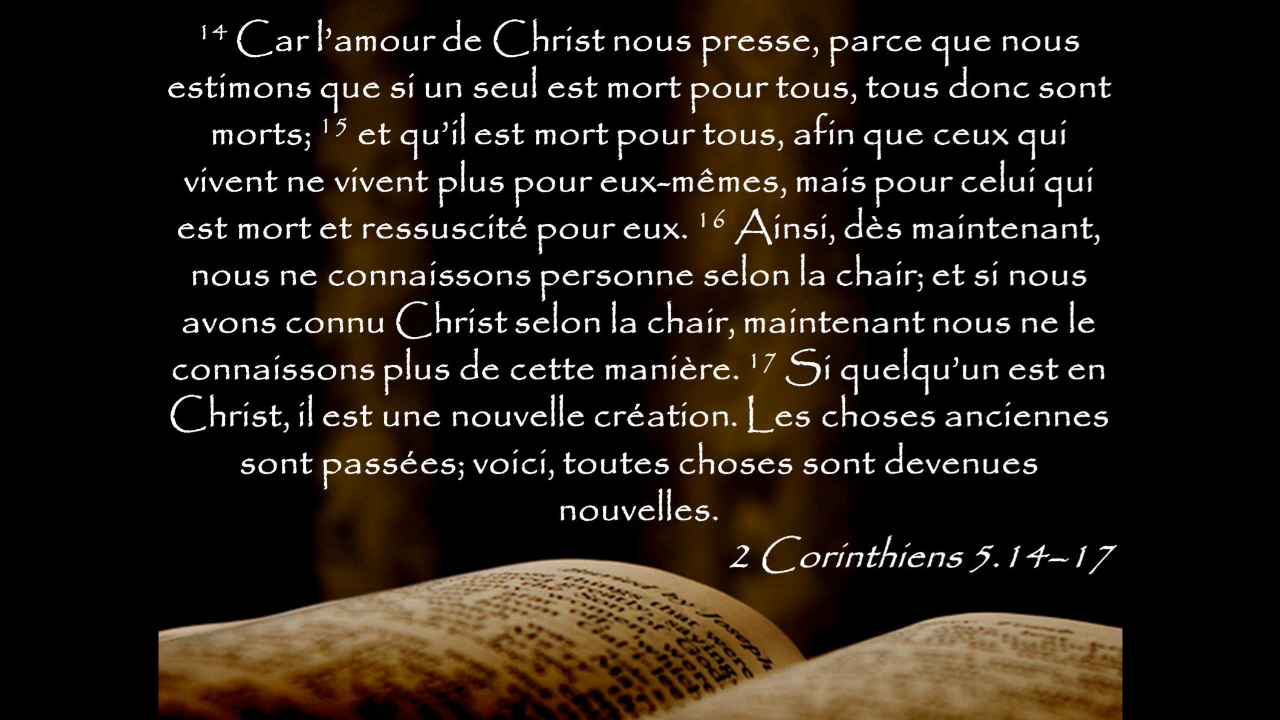 14 Car l’amour de Christ nous presse, parce que nous
estimons que si un seul est mort pour tous, tous donc sont
morts; 15 et qu’il est mort pour tous, afin que ceux qui
vivent ne vivent plus pour eux-mêmes, mais pour celui qui
est mort et ressuscité pour eux. 16 Ainsi, dès maintenant,
nous ne connaissons personne selon la chair; et si nous
avons connu Christ selon la chair, maintenant nous ne le
connaissons plus de cette manière. 17 Si quelqu’un est en
Christ, il est une nouvelle création. Les choses anciennes
sont passées; voici, toutes choses sont devenues
nouvelles.
2 Corinthiens 5.14–17
by Joseph
things
that were